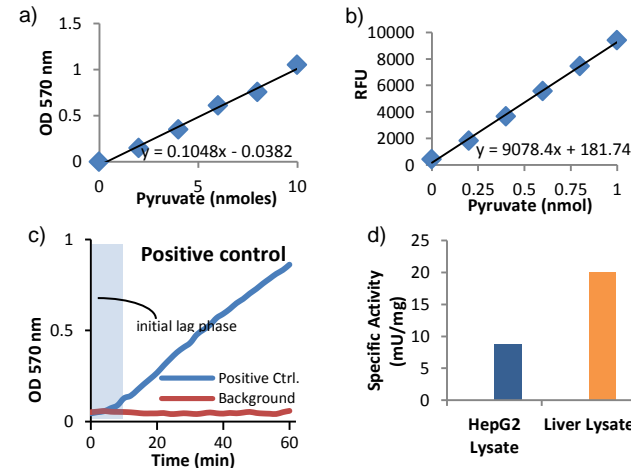 a)
1.5
1
0.5
0
OD 570 nm
y = 0.1048x - 0.0382
0
5
10
Pyruvate (nmoles)
b)
10000
8000
6000
4000
2000
0
RFU
y = 9078.4x + 181.74
0
0.25
0.5
0.75
1
Pyruvate (nmol)
c)
1
0.5
0
OD 570 nm
Positive control
initial lag phase
Positive Ctrl.
Background
0
20
40
60
Time (min)
d)
25
20
15
10
5
0
Specific Activity
(mU/mg)
HepG2
Lysate
Liver Lysate